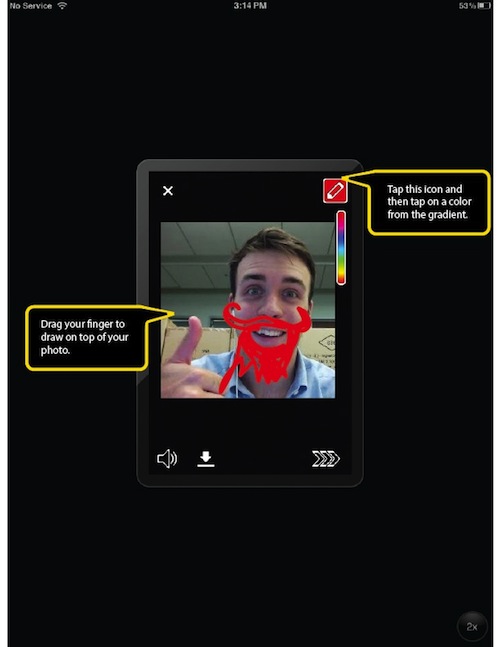 No Service
3:14 PM
53%
Tap this icon and
then tap on a color
from the gradient.
Drag your finger to
draw on top of your
photo.
2x